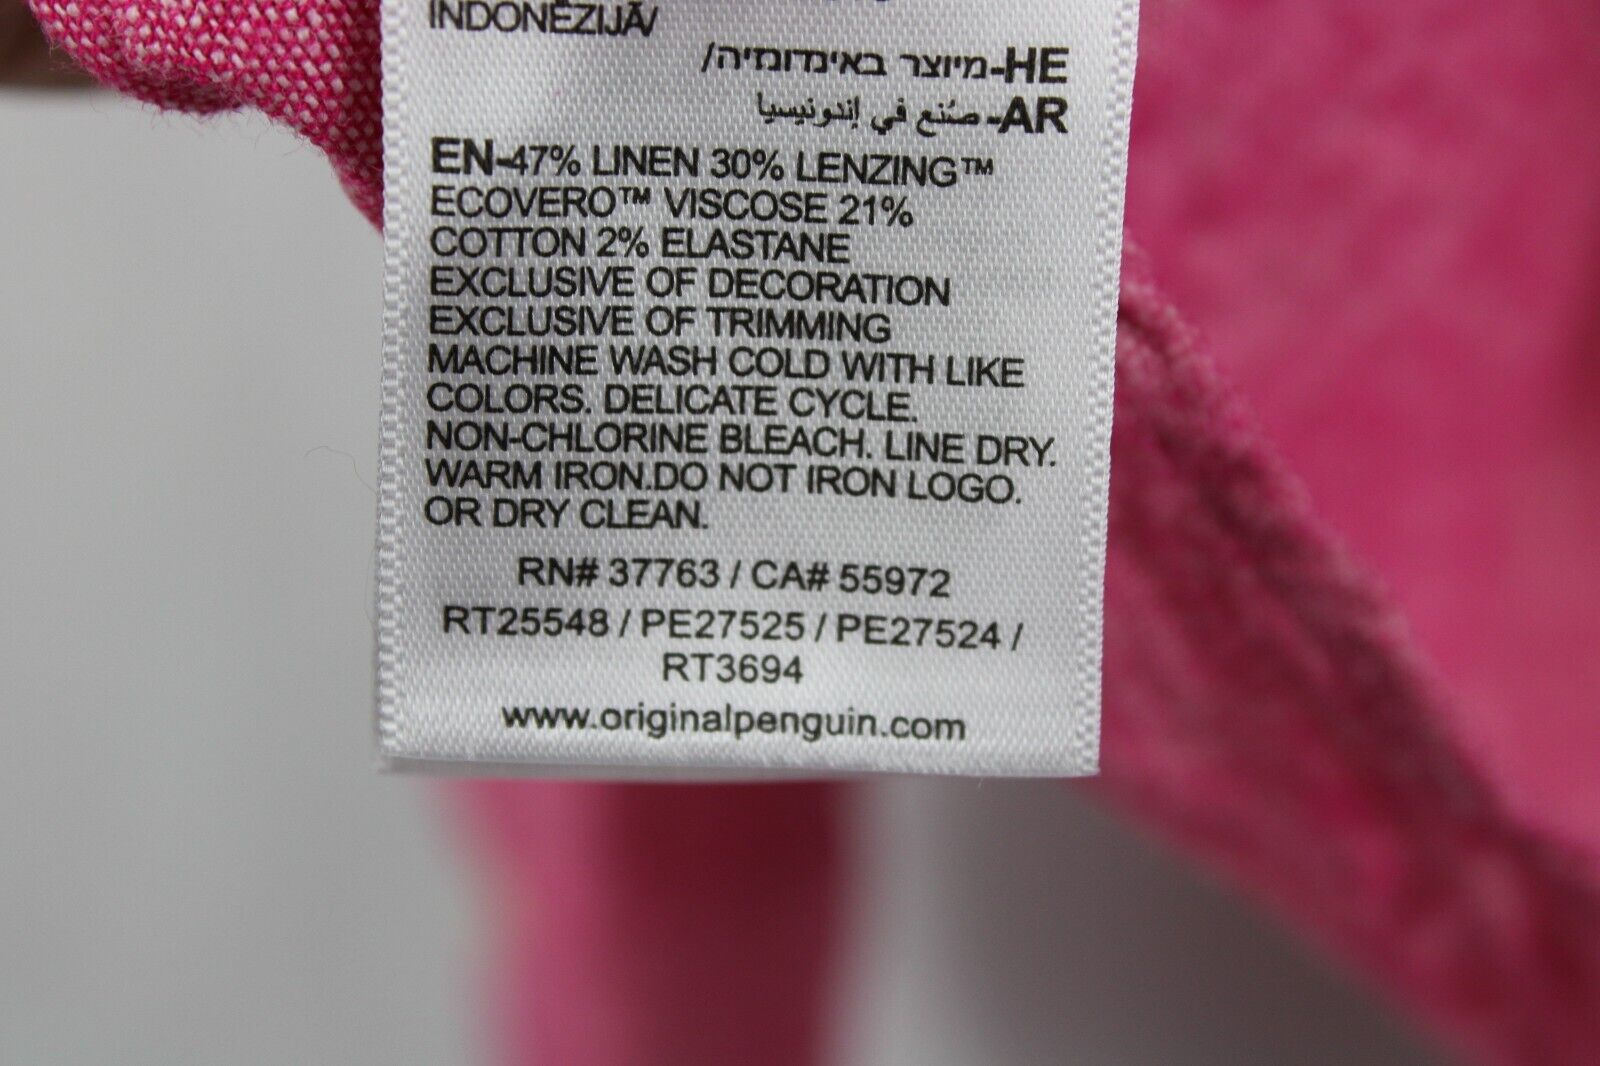 INDONĒZIJĀ/
HE-מיוצר באינדונזיה/
AR-صُنع في إندونيسيا
EN-47% LINEN 30% LENZING™
ECOVERO™ VISCOSE 21%
COTTON 2% ELASTANE
EXCLUSIVE OF DECORATION
EXCLUSIVE OF TRIMMING
MACHINE WASH COLD WITH LIKE
COLORS. DELICATE CYCLE.
NON-CHLORINE BLEACH. LINE DRY.
WARM IRON.DO NOT IRON LOGO.
OR DRY CLEAN.
RN# 37763 / CA# 55972
RT25548 / PE27525 / PE27524 /
RT3694
www.originalpenguin.com